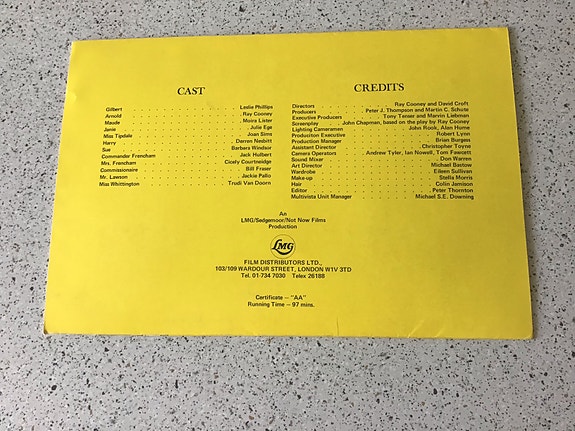 CAST
Gilbert . . . . . . . Leslie Phillips
Arnold . . . . . . . Ray Cooney
Maude . . . . . . . Moira Lister
Janie . . . . . . . Julie Ege
Miss Tipdale . . . . . . . Joan Sims
Harry . . . . . . . Darren Nesbitt
Sue . . . . . . . Barbara Windsor
Commander Frencham . . . . . . . Jack Hulbert
Mrs. Frencham . . . . . . . Cicely Courtneidge
Commissionaire . . . . . . . Bill Fraser
Mr. Lawson . . . . . . . Jackie Pallo
Miss Whittington . . . . . . . Trudi Van Doorn
CREDITS
Directors . . . . . . . Ray Cooney and David Croft
Producers . . . . . . . Peter J. Thompson and Martin C. Schute
Executive Producers . . . . . . . Tony Tenser and Marvin Liebman
Screenplay . . John Chapman, based on the play by Ray Cooney
Lighting Cameramen . . . . . . . John Rook, Alan Home
Production Executive . . . . . . . Robert Lynn
Production Manager . . . . . . . Brian Burgess
Assistant Director . . . . . . . Christopher Toyne
Camera Operators . . . . Andrew Tyler, Ian Nowell, Tom Fawcett
Sound Mixer . . . . . . . Don Warren
Art Director . . . . . . . Michael Bastow
Wardrobe . . . . . . . Eileen Sullivan
Make-up . . . . . . . Stella Morris
Hair . . . . . . . Colin Jamison
Editor . . . . . . . Peter Thornton
Multivista Unit Manager . . . . . . . Michael S.E. Downing
An
LMG/Sedgemoor/Not Now Films
Production
LMG
FILM DISTRIBUTORS LTD.,
103/109 WARDOUR STREET, LONDON W1V 3TD
Tel. 01-734 7030 Telex 26188
Certificate — "AA"
Running Time — 97 mins.